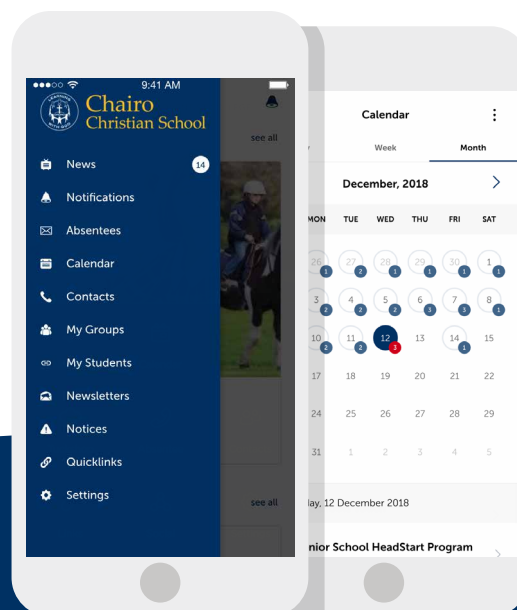 9:41 AM
LEARNING WITH GOD
Chairo
Christian School
News 14
Notifications
Absentees
Calendar
Contacts
My Groups
My Students
Newsletters
Notices
Quicklinks
Settings
see all
see all
Calendar
Week Month
December, 2018
MON TUE WED THU FRI SAT
26 1 27 2 28 1 29 1 30 1 1 1
3 2 4 2 5 2 6 3 7 3 8 1
10 2 11 2 12 3 13 14 1 15
17 18 19 20 21 22
24 25 26 27 28 29
31 1 2 3 4 5
day, 12 December 2018
nior School HeadStart Program